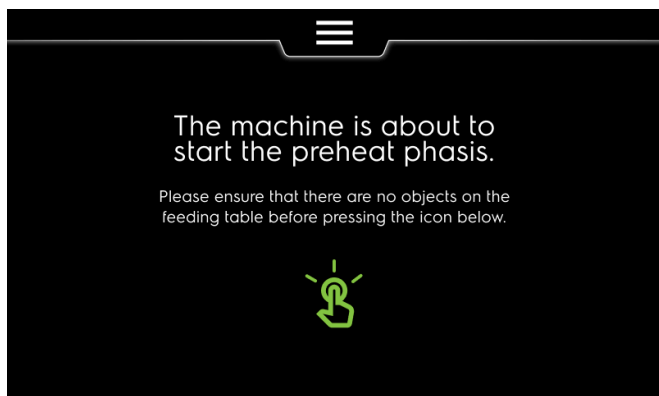 The machine is about to
start the preheat phasis.
Please ensure that there are no objects on the
feeding table before pressing the icon below.